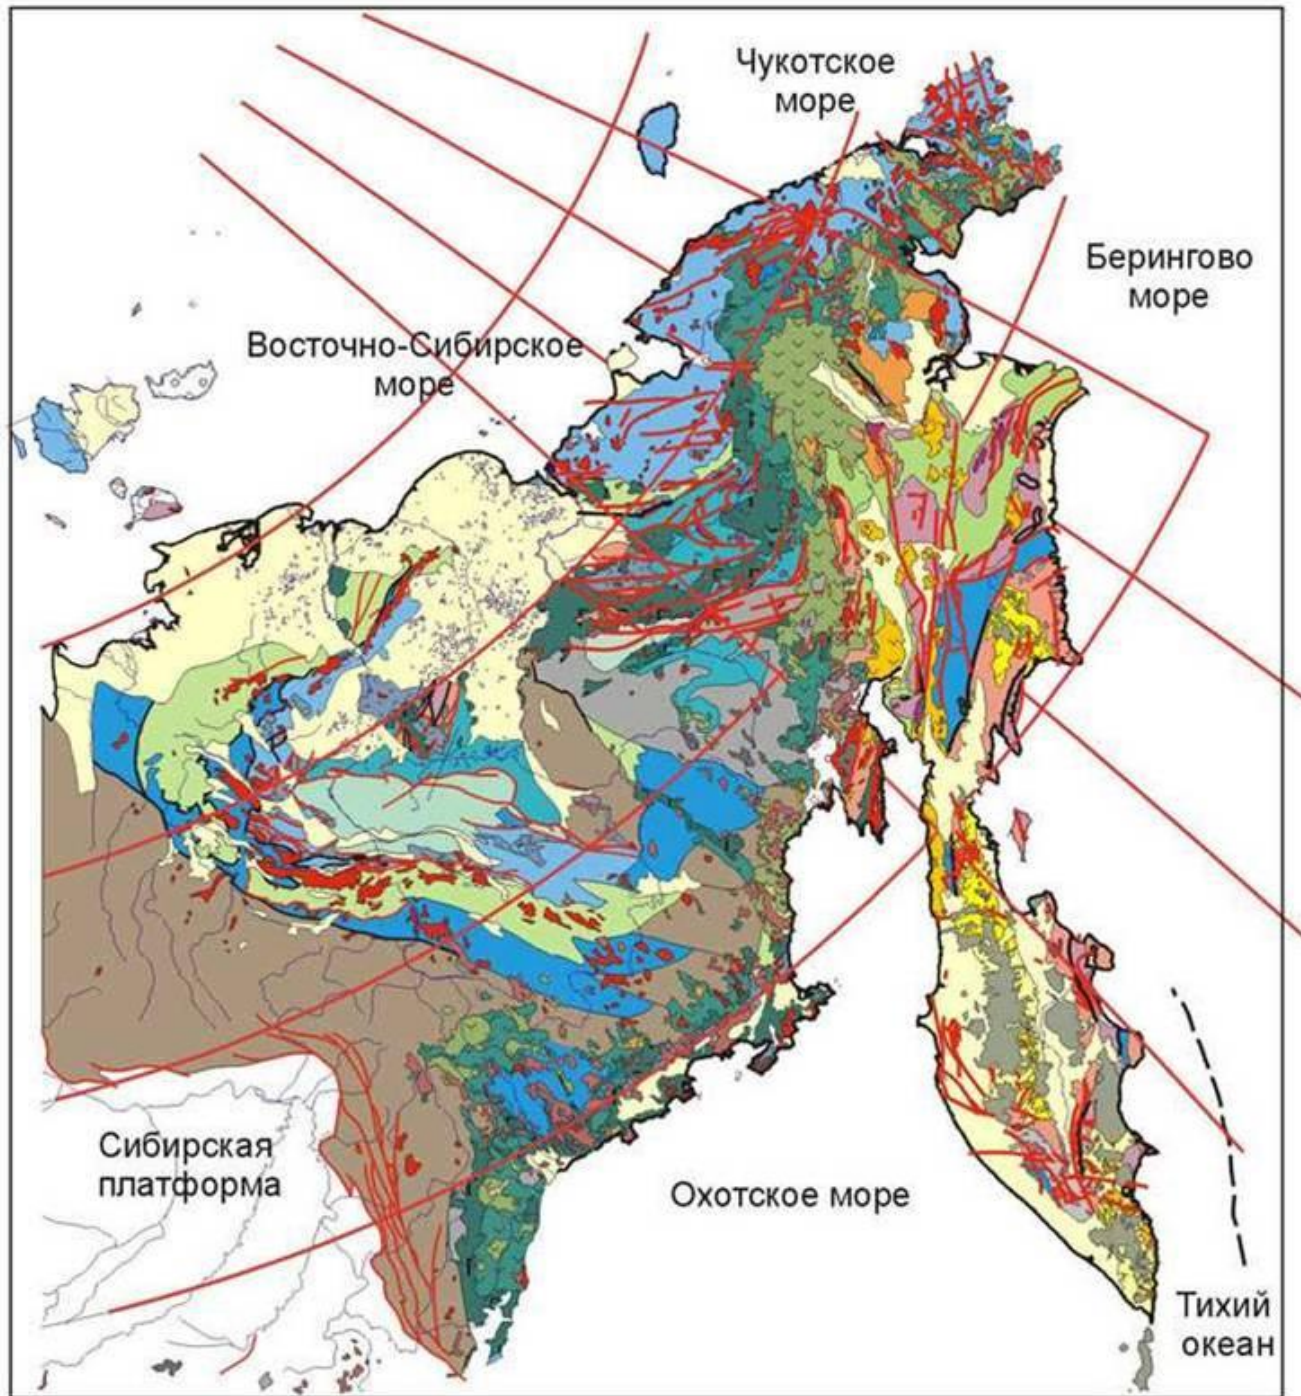 Чукотское
море
Берингово
море
Восточно-Сибирское
море
Сибирская
платформа
Охотское море
Тихий
океан